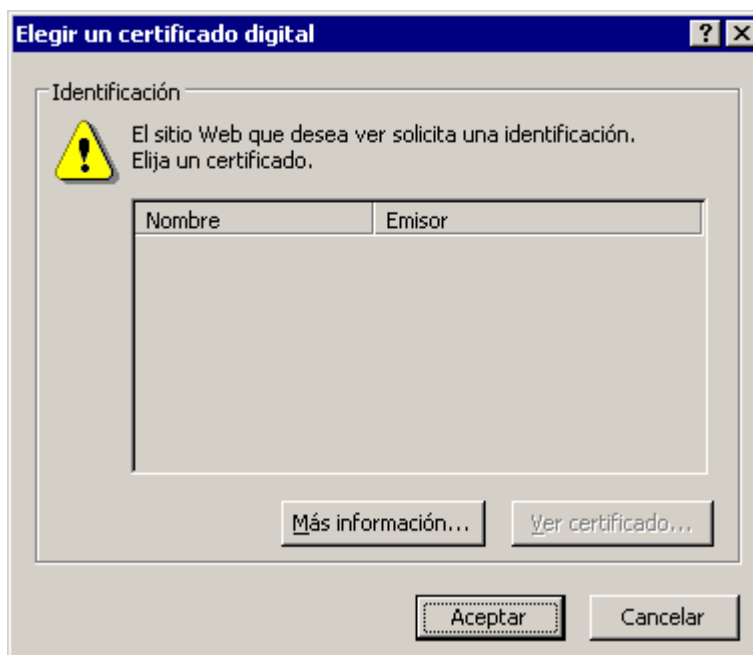 Elegir un certificado digital
Identificación
El sitio Web que desea ver solicita una identificación.
Elija un certificado.
Nombre Emisor
Más información... Ver certificado...
Aceptar Cancelar